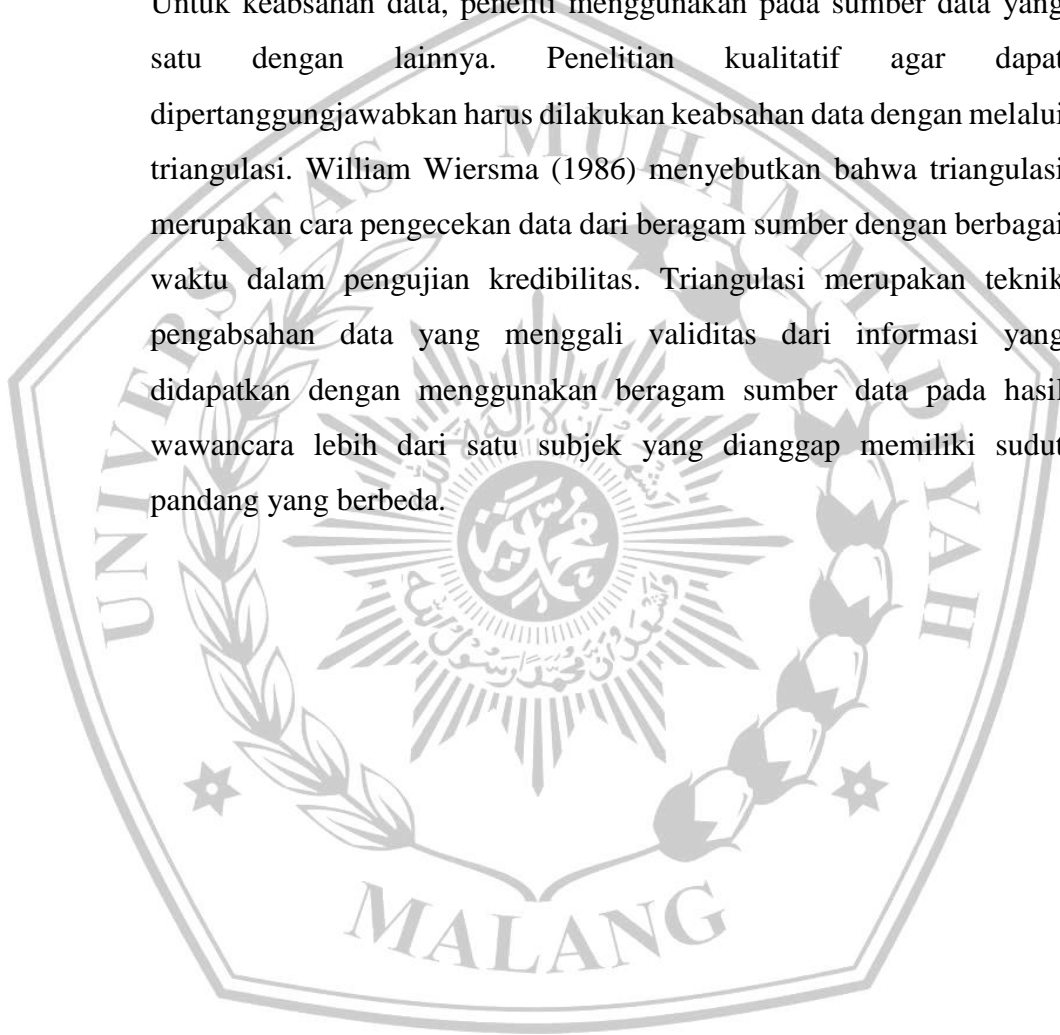 Untuk keabsahan data, peneliti menggunakan pada sumber data yang
satu dengan lainnya. Penelitian kualitatif agar dapat
dipertanggungjawabkan harus dilakukan keabsahan data dengan melalui
triangulasi. William Wiersma (1986) menyebutkan bahwa triangulasi
merupakan cara pengecekan data dari beragam sumber dengan berbagai
waktu dalam pengujian kredibilitas. Triangulasi merupakan teknik
pengabsahan data yang menggali validitas dari informasi yang
didapatkan dengan menggunakan beragam sumber data pada hasil
wawancara lebih dari satu subjek yang dianggap memiliki sudut
pandang yang berbeda.
UNIVERSITAS MUHAMMADIYAH
MALANG